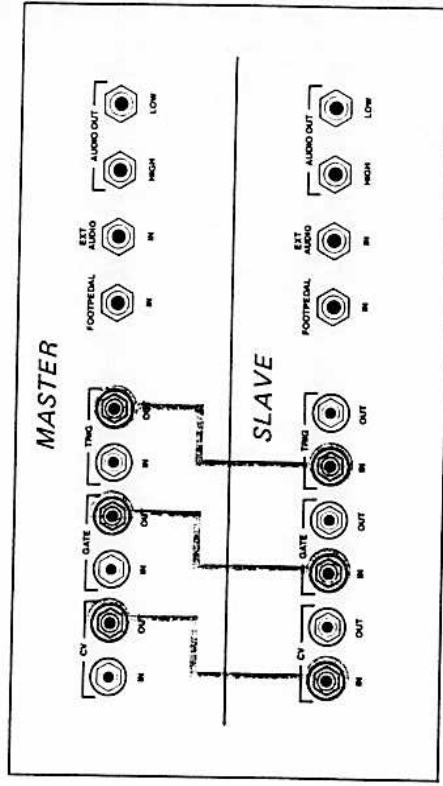 MASTER
CV GATE TRIG FOOTPEDAL EXT
AUDIO AUDIO OUT
IN OUT IN OUT IN OUT IN IN HIGH LOW
SLAVE
CV GATE TRIG FOOTPEDAL EXT
AUDIO AUDIO OUT
IN OUT IN OUT IN OUT IN IN HIGH LOW